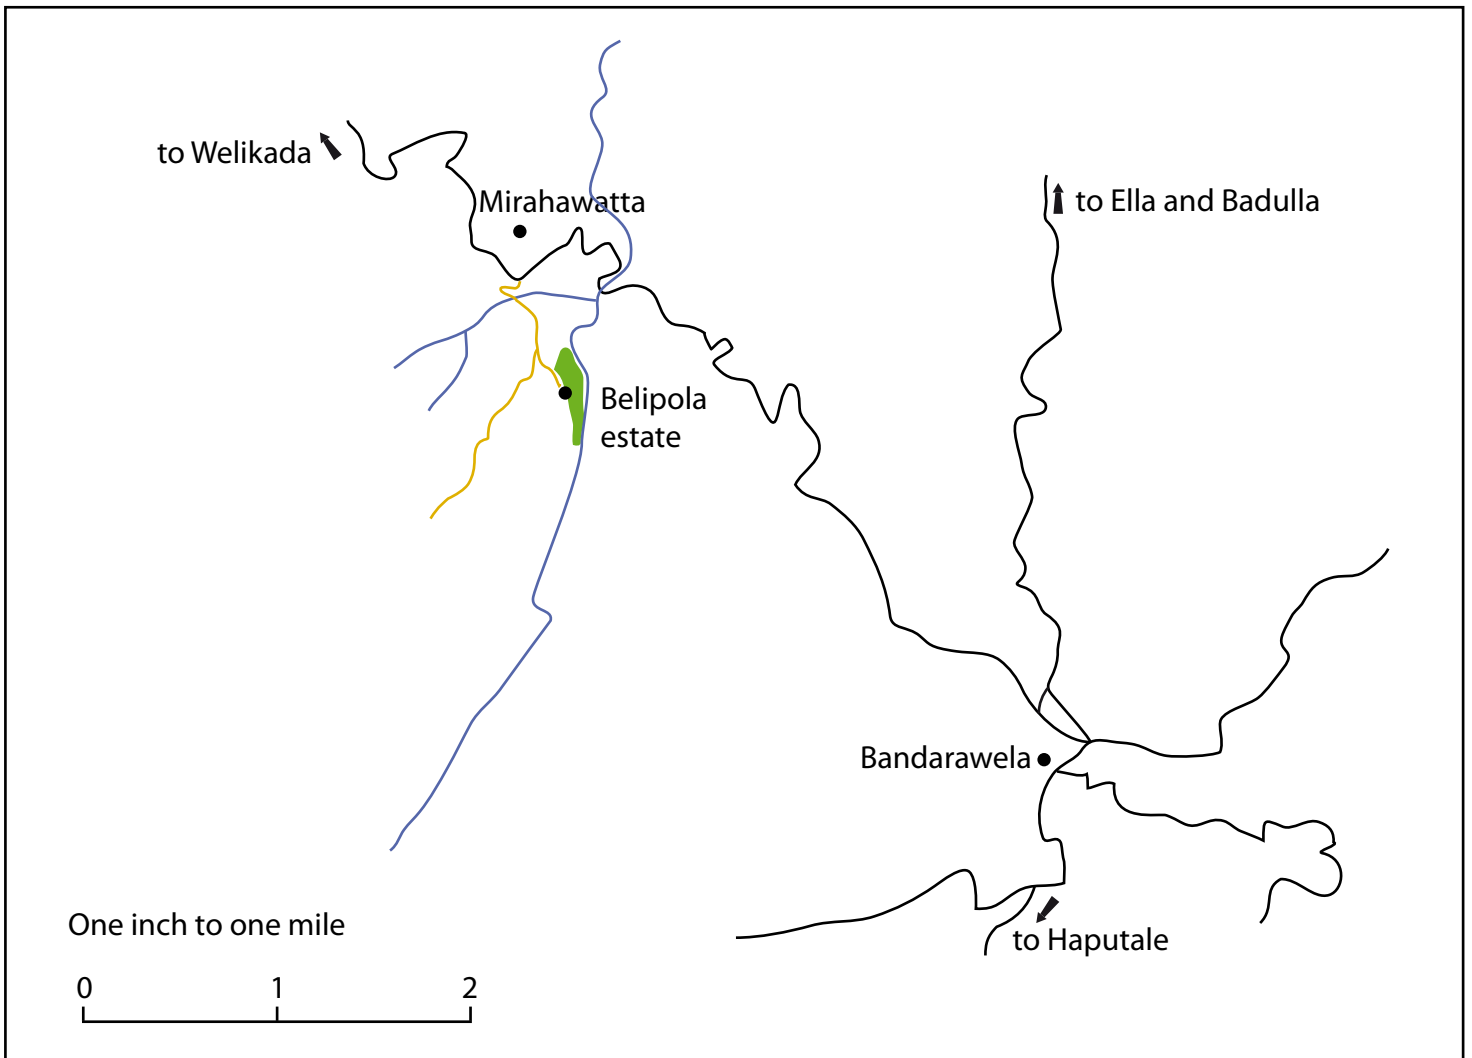 to Welikada
Mirahawatta
to Ella and Badulla
Belipola
estate
Bandarawela
One inch to one mile
to Haputale
0 1 2